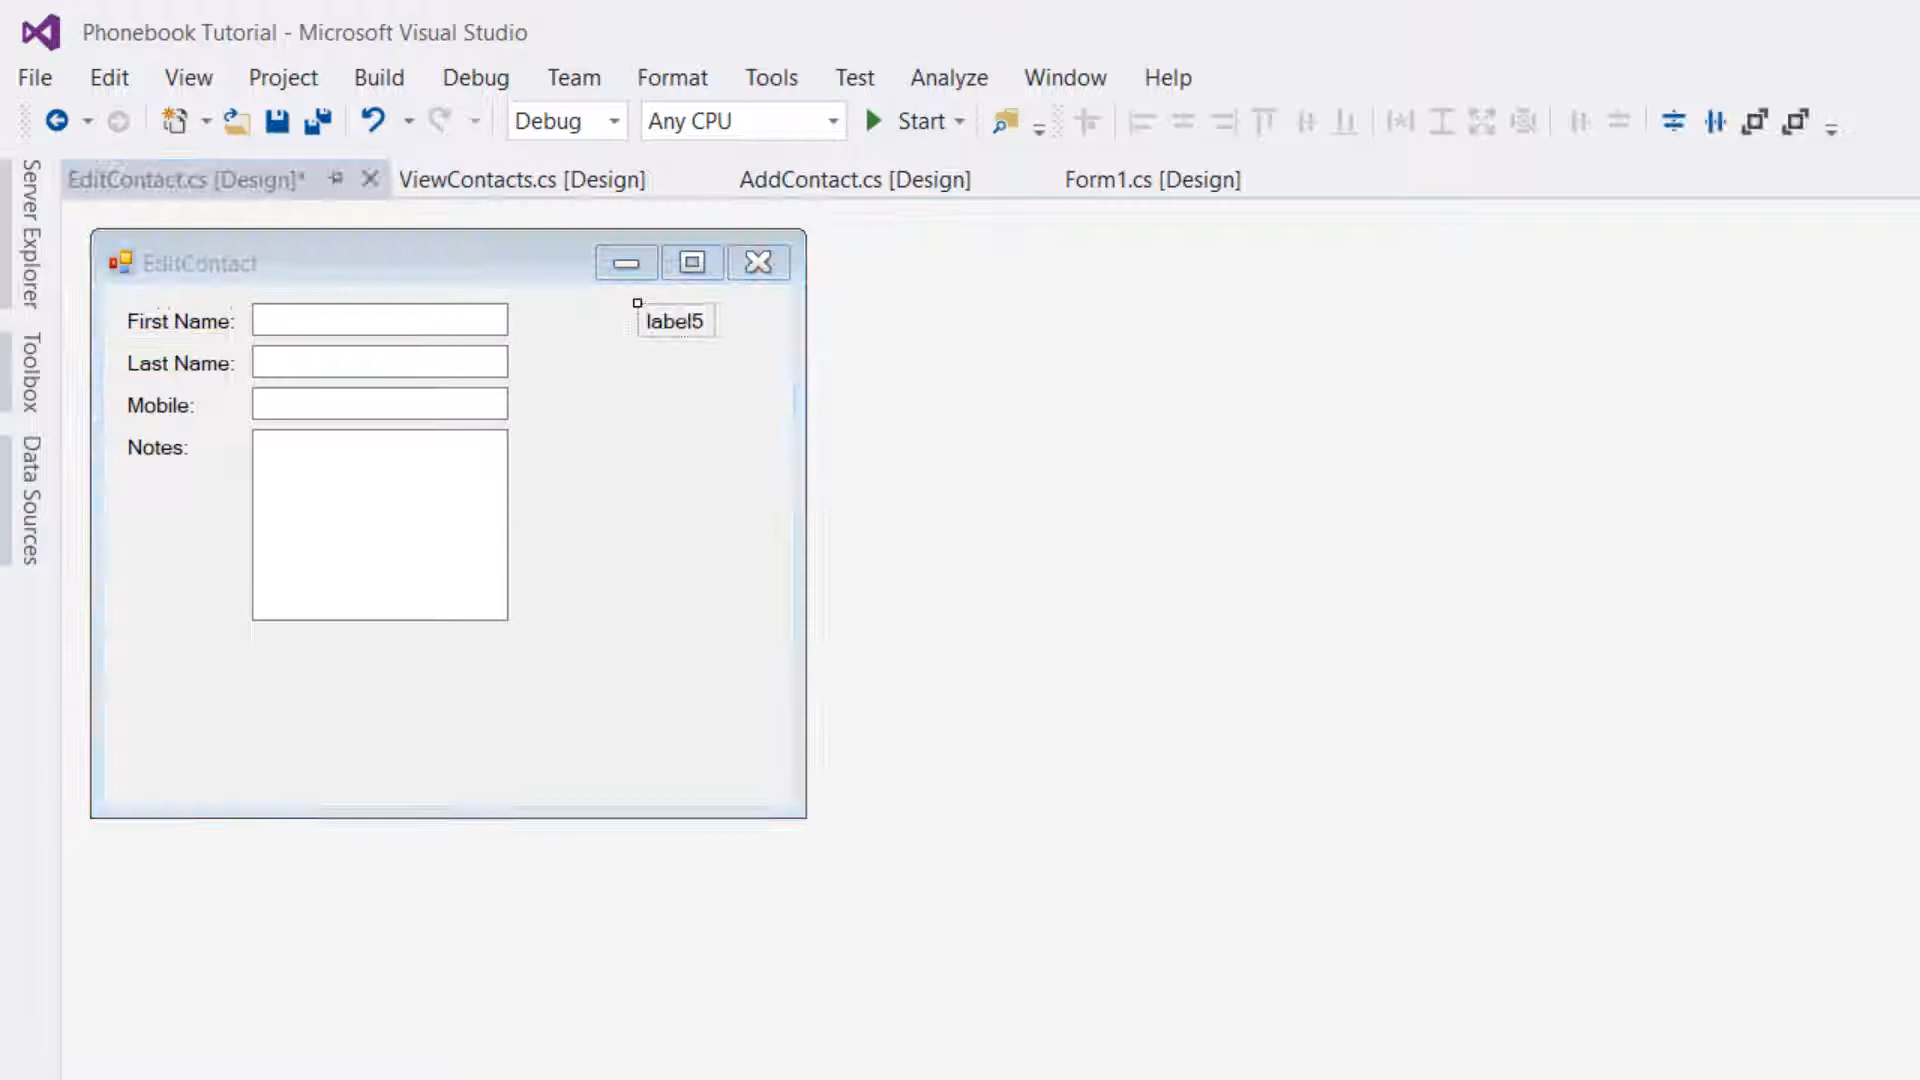 Phonebook Tutorial - Microsoft Visual Studio
File Edit View Project Build Debug Team Format Tools Test Analyze Window Help
Debug Any CPU Start
EditContact.cs [Design]* ViewContacts.cs [Design] AddContact.cs [Design] Form1.cs [Design]
Server Explorer
Toolbox
Data Sources
EditContact
First Name: label5
Last Name:
Mobile:
Notes: